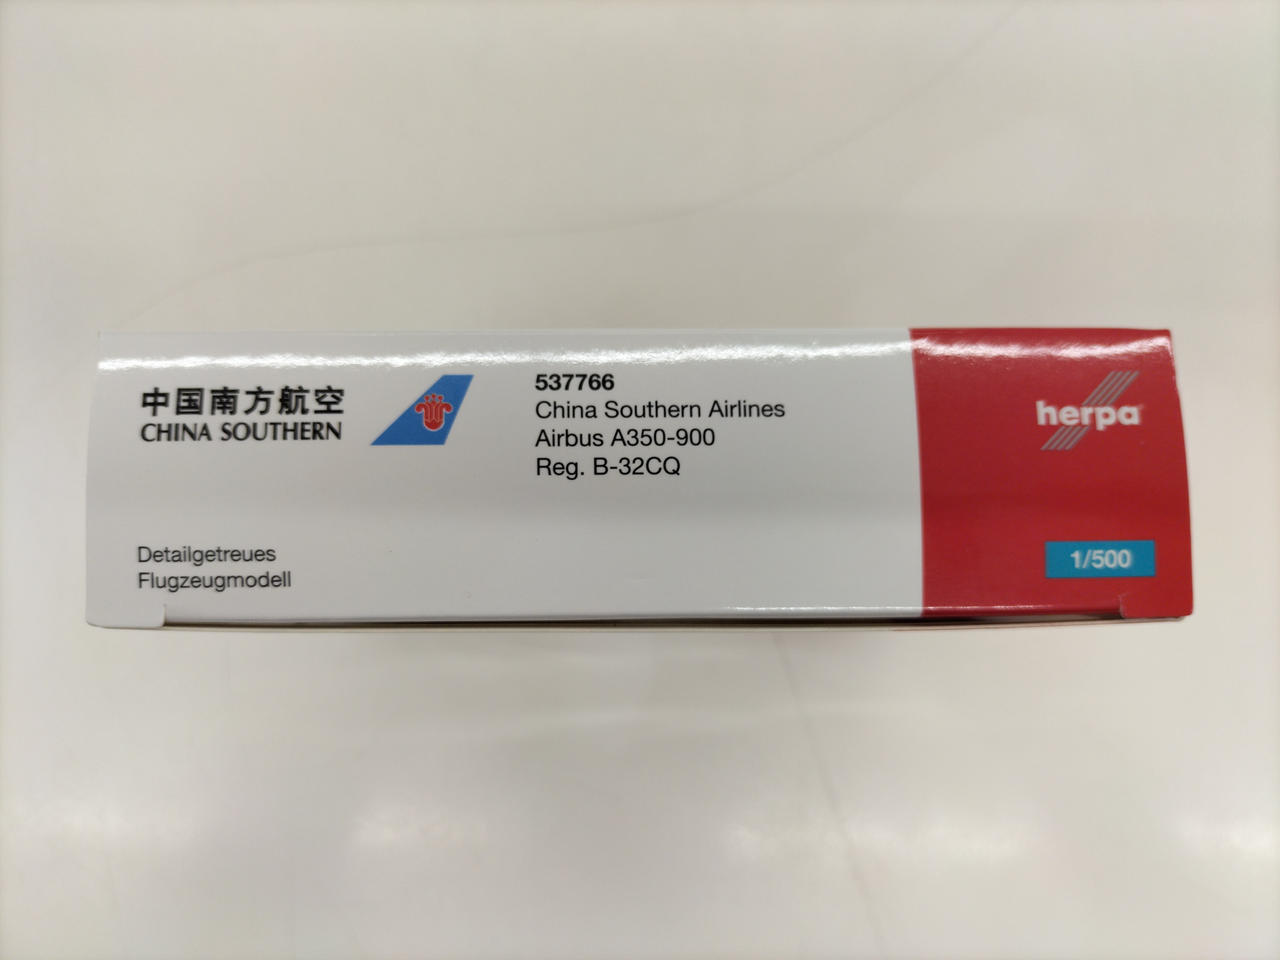 中国南方航空
CHINA SOUTHERN
537766
China Southern Airlines
Airbus A350-900
Reg. B-32CQ
Detailgetreues
Flugzeugmodell
herpa
1/500